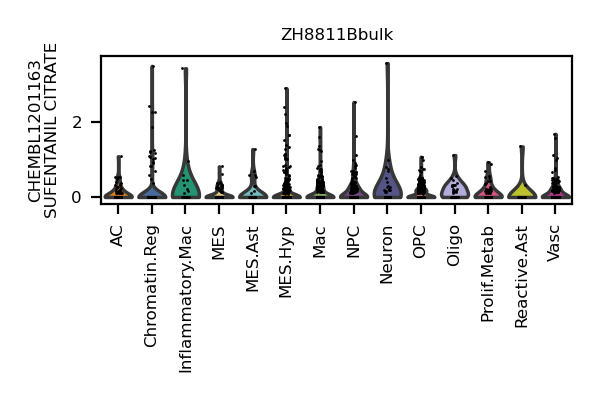 ZH8811Bbulk
CHEMBL1201163
SUFENTANIL CITRATE
2
0
AC
Chromatin.Reg
Inflammatory.Mac
MES
MES.Ast
MES.Hyp
Mac
NPC
Neuron
OPC
Oligo
Prolif.Metab
Reactive.Ast
Vasc